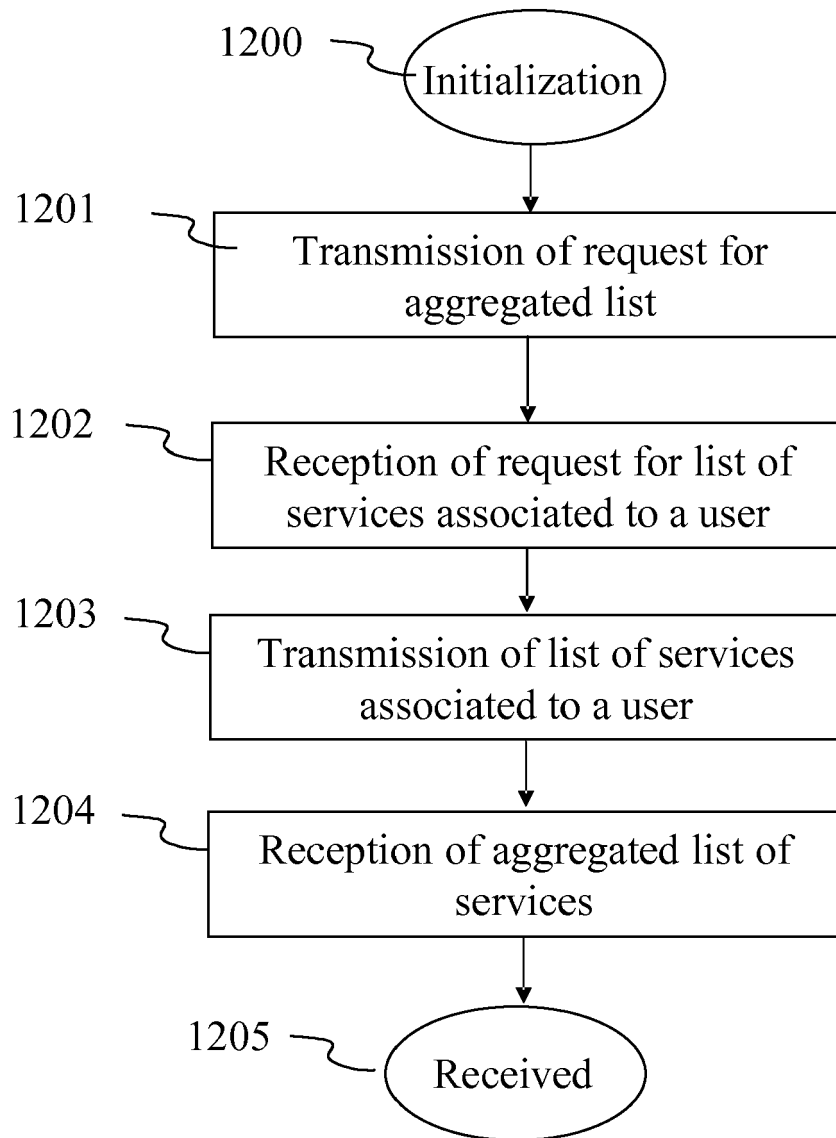 1200
Initialization
1201
Transmission of request for
aggregated list
1202
Reception of request for list of
services associated to a user
1203
Transmission of list of services
associated to a user
1204
Reception of aggregated list of
services
1205
Received